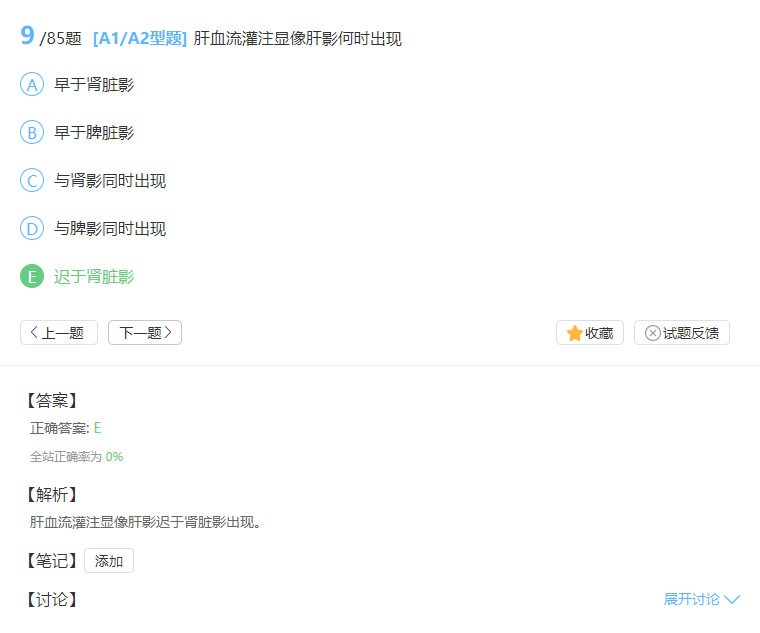 9 /85题 [A1/A2型题] 肝血流灌注显像肝影何时出现
A 早于肾脏影
B 早于脾脏影
C 与肾影同时出现
D 与脾影同时出现
E 迟于肾脏影
上一题 下一题 收藏 试题反馈
【答案】
正确答案: E
全站正确率为 0%
【解析】
肝血流灌注显像肝影迟于肾脏影出现。
【笔记】 添加
【讨论】 展开讨论